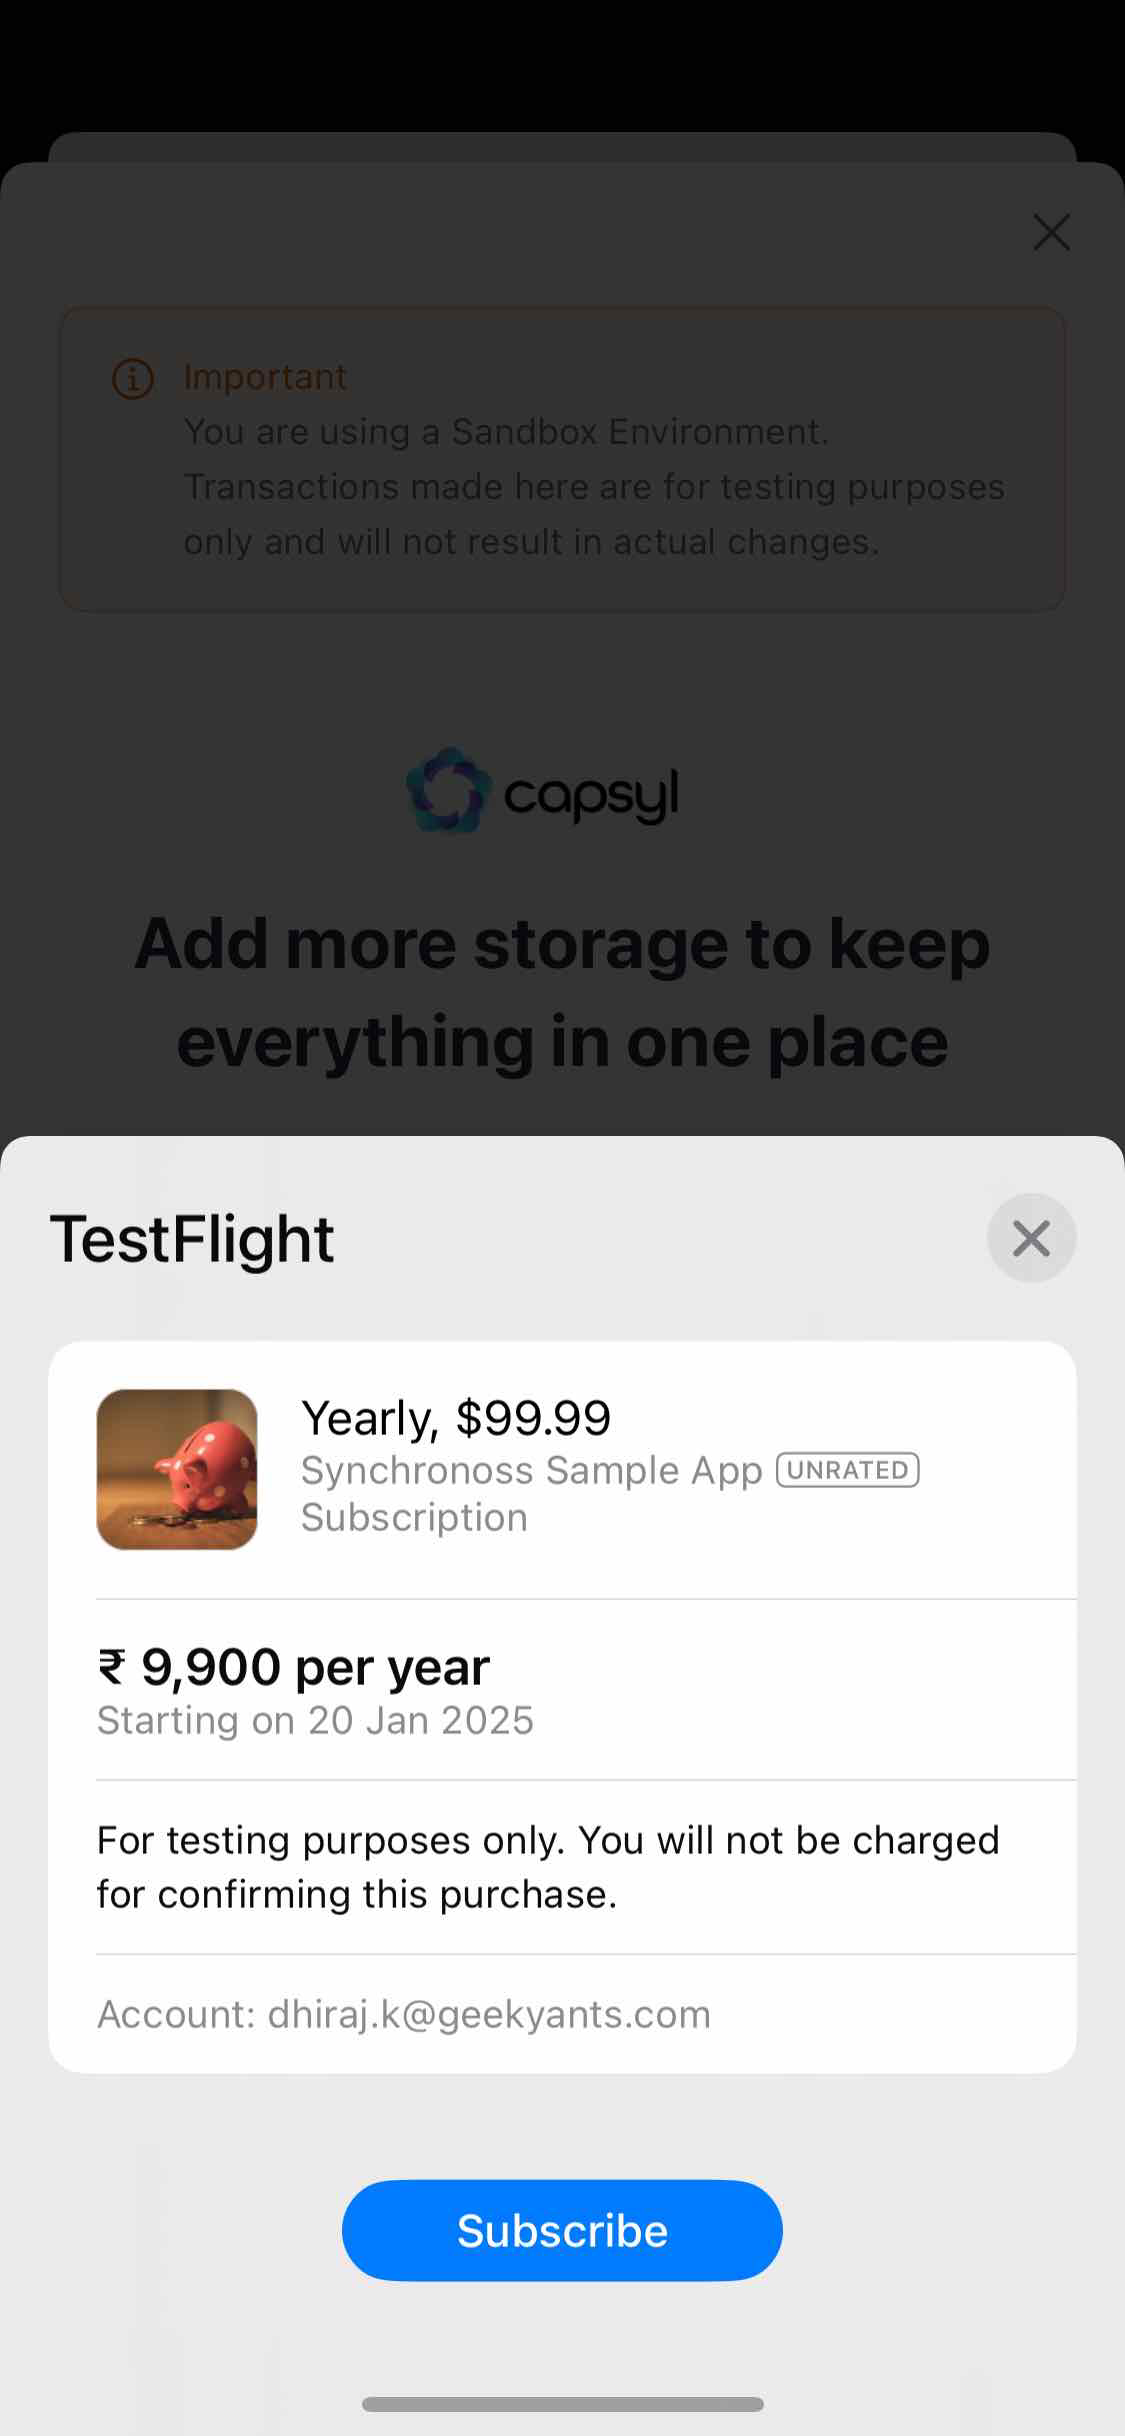 Important
You are using a Sandbox Environment.
Transactions made here are for testing purposes
only and will not result in actual changes.
capsyl
Add more storage to keep
everything in one place
TestFlight
Yearly, $99.99
Synchronoss Sample App UNRATED
Subscription
₹ 9,900 per year
Starting on 20 Jan 2025
For testing purposes only. You will not be charged
for confirming this purchase.
Account: dhiraj.k@geekyants.com
Subscribe